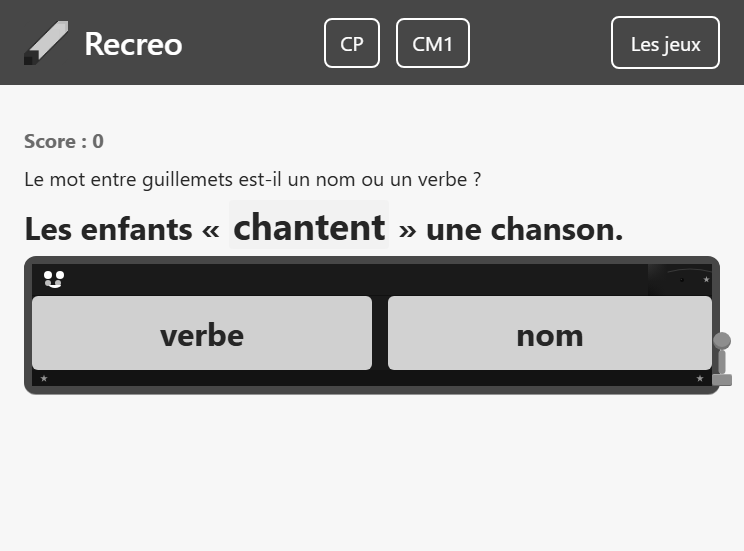 Recreo
CP
CM1
Les jeux
Score : 0
Le mot entre guillemets est-il un nom ou un verbe ?
Les enfants « chantent » une chanson.
verbe
nom